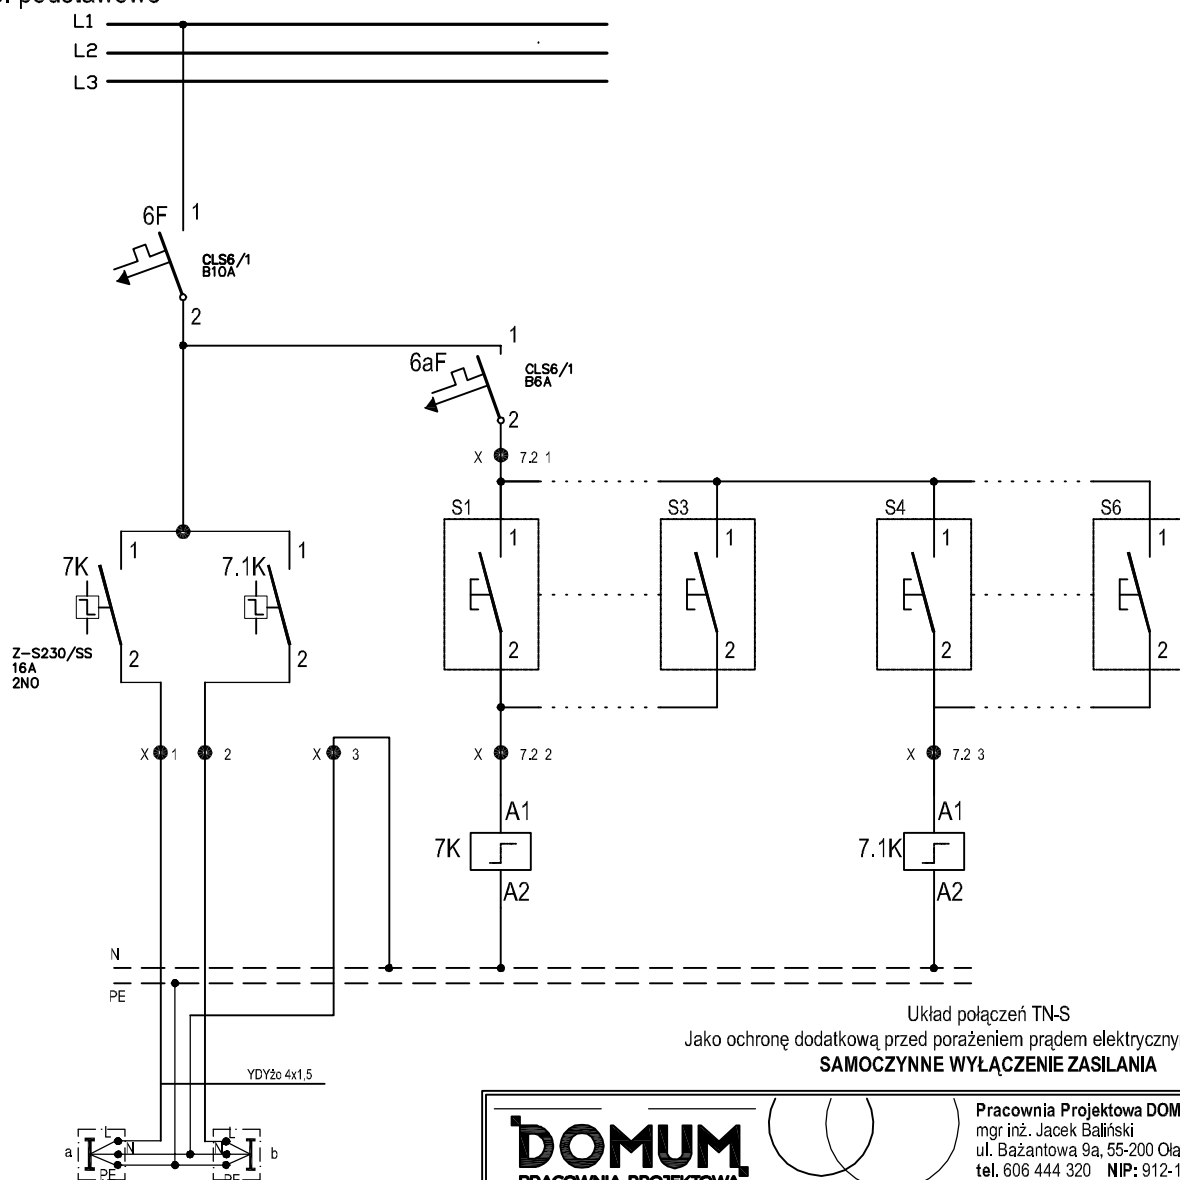 podstawowe
L1
L2
L3
6F 1
CLS6/1
B10A
2
1
6aF
CLS6/1
B6A
2
X 7.2 1
S1 S3 S4 S6
1 1 1 1
7K 1 7.1K 1
2 2 2 2
Z-S230/SS
16A
2NO
2 2
X 1 2 X 3 X 7.2 2 X 7.2 3
A1 A1
7K 7.1K
A2 A2
N
PE
Układ połączeń TN-S
Jako ochronę dodatkową przed porażeniem prądem
SAMOCZYNNE WYŁĄCZENIE ZASILANIA
YDYżo 4x1,5
L L
a N N b
PE PE
DOMUM
PRACOWNIA PROJEKTOWA
Pracownia Projektowa DOM
mgr inż. Jacek Baliński
ul. Bażantowa 9a, 55-200 Oła
tel. 606 444 320 NIP: 912-1